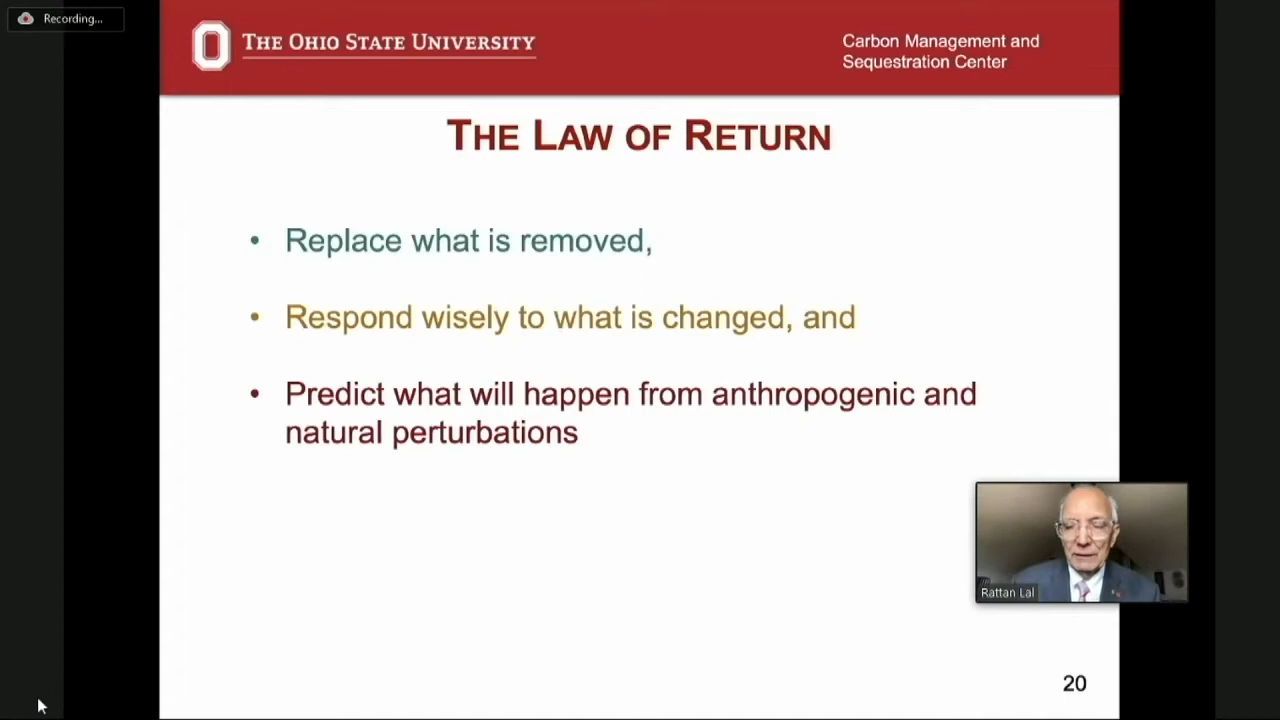 Recording...
THE OHIO STATE UNIVERSITY
Carbon Management and
Sequestration Center
THE LAW OF RETURN
• Replace what is removed,
• Respond wisely to what is changed, and
• Predict what will happen from anthropogenic and
natural perturbations
Rattan Lal
20